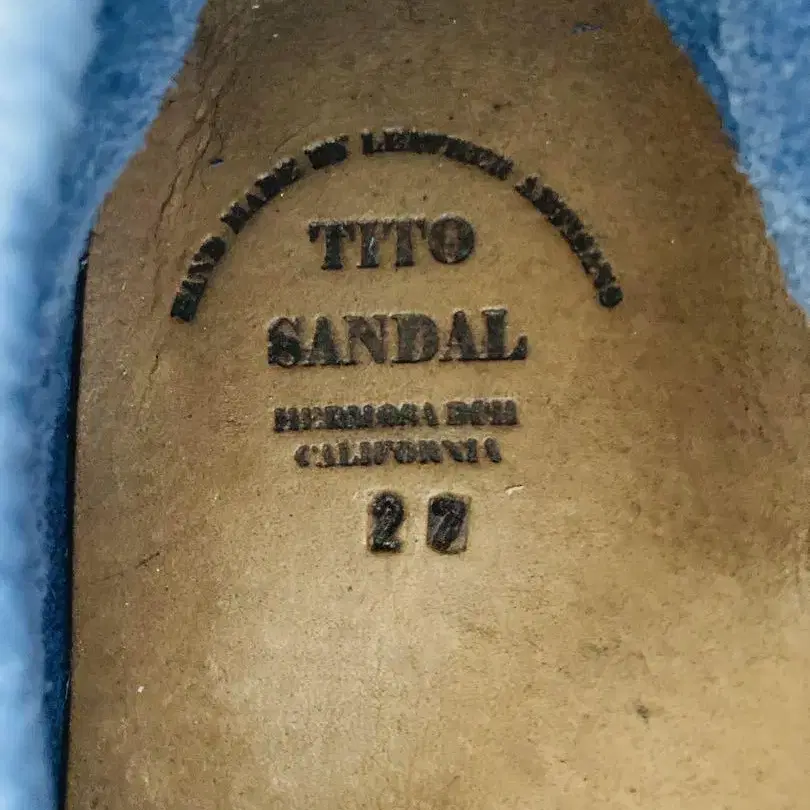 HAND MADE BY LEATHER ARTISANS
TITO
SANDAL
HERMOSA BCH
CALIFORNIA
27